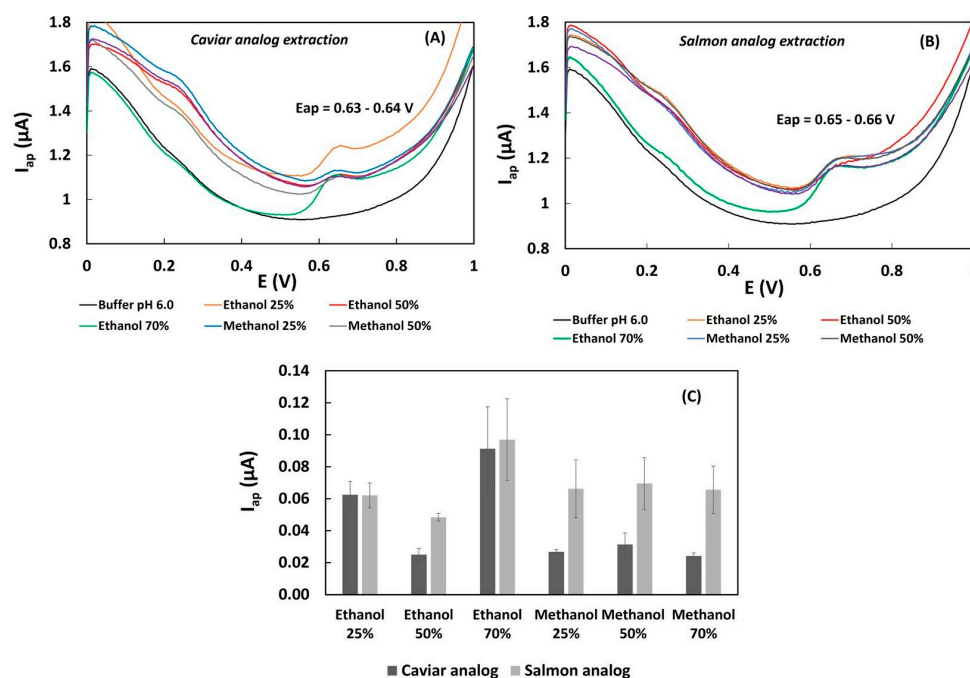 Caviar analog extraction
(A)
Eap = 0.63 - 0.64 V
1.8
1.6
1.4
1.2
1
0.8
Iap (µA)
0
0.2
0.4
0.6
0.8
1
E (V)
Buffer pH 6.0
Ethanol 25%
Ethanol 50%
Ethanol 70%
Methanol 25%
Methanol 50%
Salmon analog extraction
(B)
Eap = 0.65 - 0.66 V
1.8
1.6
1.4
1.2
1
0.8
Iap (µA)
0
0.2
0.4
0.6
0.8
E (V)
Buffer pH 6.0
Ethanol 25%
Ethanol 50%
Ethanol 70%
Methanol 25%
Methanol 50%
(C)
0.14
0.12
0.10
0.08
0.06
0.04
0.02
0.00
Iap (µA)
Ethanol
25%
Ethanol
50%
Ethanol
70%
Methanol
25%
Methanol
50%
Methanol
70%
Caviar analog
Salmon analog